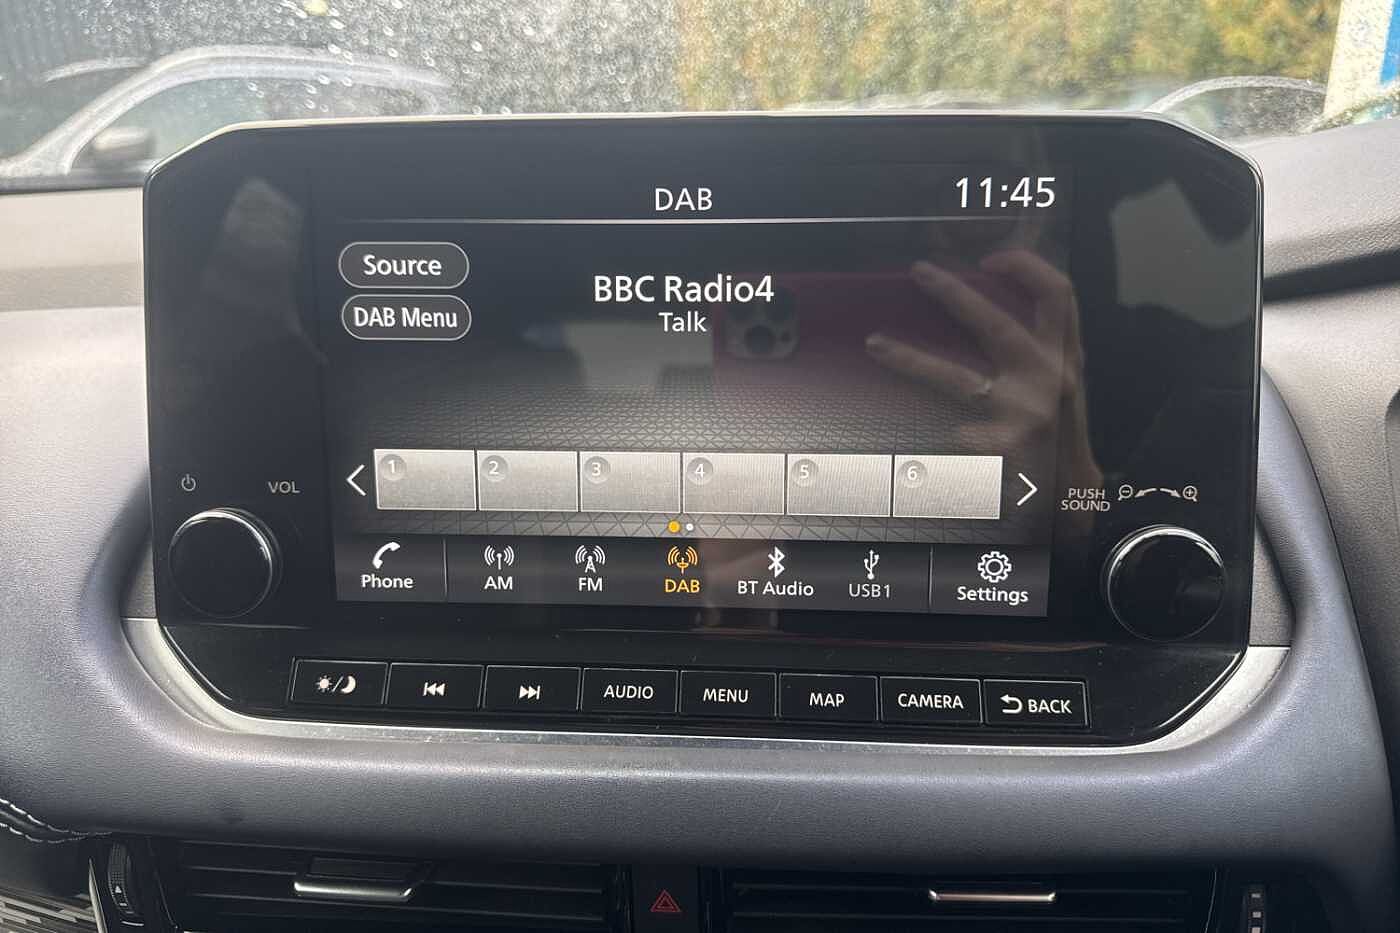 DAB
11:45
Source
DAB Menu
BBC Radio4
Talk
VOL
PUSH
SOUND
1 2 3 4 5 6
Phone
AM
FM
DAB
BT Audio
USB1
Settings
AUDIO
MENU
MAP
CAMERA
BACK